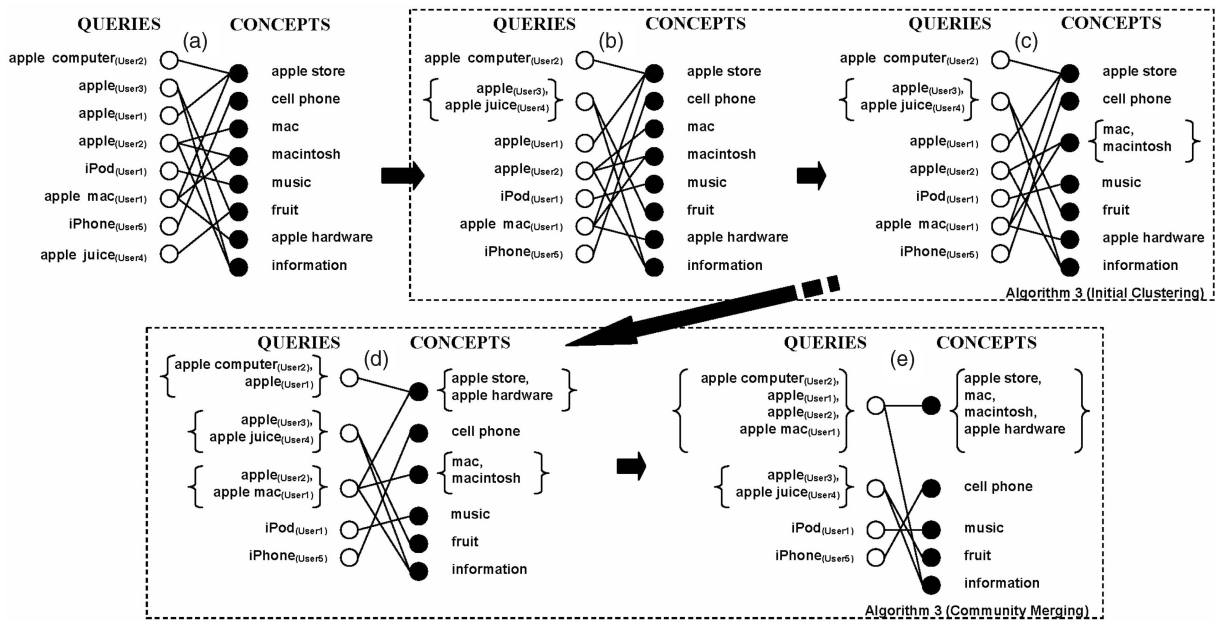 QUERIES (a) CONCEPTS
apple computer(User2)
apple(User3)
apple(User1)
apple(User2)
iPod(User1)
apple mac(User1)
iPhone(User5)
apple juice(User4)
apple store
cell phone
mac
macintosh
music
fruit
apple hardware
information
QUERIES (b) CONCEPTS
apple computer(User2)
apple(User3),
apple juice(User4)
apple(User1)
apple(User2)
iPod(User1)
apple mac(User1)
iPhone(User5)
apple store
cell phone
mac
macintosh
music
fruit
apple hardware
information
QUERIES (c) CONCEPTS
apple computer(User2)
apple(User3),
apple juice(User4)
apple(User1)
apple(User2)
iPod(User1)
apple mac(User1)
iPhone(User5)
apple store
cell phone
mac,
macintosh
music
fruit
apple hardware
information
Algorithm 3 (Initial Clustering)
QUERIES (d) CONCEPTS
apple computer(User2),
apple(User1)
apple(User3),
apple juice(User4)
apple(User2),
apple mac(User1)
iPod(User1)
iPhone(User5)
apple store,
apple hardware
cell phone
mac,
macintosh
music
fruit
information
QUERIES (e) CONCEPTS
apple computer(User2),
apple(User1),
apple(User2),
apple mac(User1)
apple(User3),
apple juice(User4)
iPod(User1)
iPhone(User5)
apple store,
mac,
macintosh,
apple hardware
cell phone
music
fruit
information
Algorithm 3 (Community Merging)